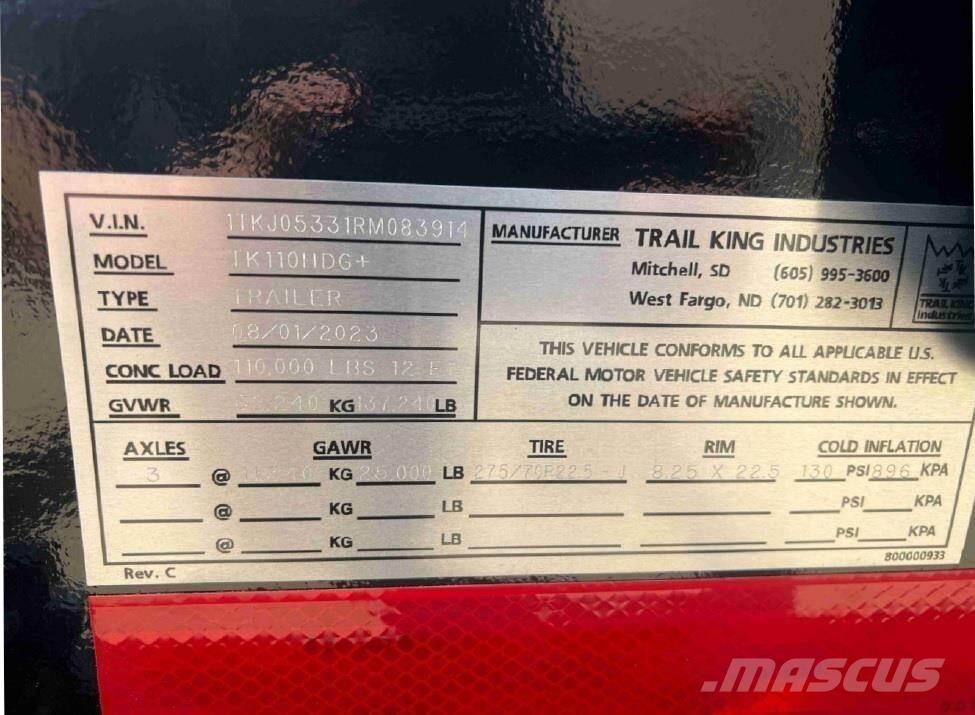 V.I.N. 1TKJ05331RM083914
MODEL TK110HDG+
TYPE TRAILER
DATE 08/01/2023
CONC LOAD 110,000 LBS 12
GVWR KG 137,240 LB
MANUFACTURER TRAIL KING INDUSTRIES
Mitchell, SD (605) 995-3600
West Fargo, ND (701) 282-3013
TRAIL KING
Industries
THIS VEHICLE CONFORMS TO ALL APPLICABLE U.S.
FEDERAL MOTOR VEHICLE SAFETY STANDARDS IN EFFECT
ON THE DATE OF MANUFACTURE SHOWN.
AXLES GAWR TIRE RIM COLD INFLATION
3 @ KG 25,000 LB 275/70R22.5 - J 8.25 X 22.5 130 PSI 896 KPA
@ KG LB PSI KPA
@ KG LB PSI KPA
800000933
Rev. C
MASCUS